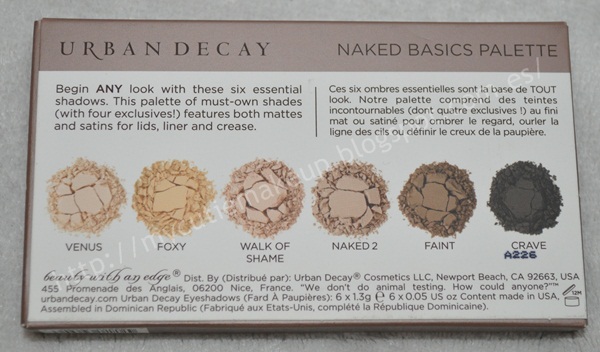 URBAN DECAY
NAKED BASICS PALETTE
Begin ANY look with these six essential
shadows. This palette of must-own shades
(with four exclusives!) features both mattes
and satins for lids, liner and crease.
Ces six ombres essentielles sont la base de TOUT
look. Notre palette comprend des teintes
incontournables (dont quatre exclusives !) au fini
mat ou satiné pour ombrer le regard, ourler la
ligne des cils ou définir le creux de la paupière.
VENUS
FOXY
WALK OF
SHAME
NAKED 2
FAINT
CRAVE
A226
beauty with an edge® Dist. By (Distribué par): Urban Decay® Cosmetics LLC, Newport Beach, CA 92663, USA
455 Promenade des Anglais, 06200 Nice, France. “We don't do animal testing. How could anyone?”™
urbandecay.com Urban Decay Eyeshadows (Fard À Paupières): 6 x 1.3g ℮ 6 x 0.05 US oz Content made in USA,
Assembled in Dominican Republic (Fabriqué aux Etats-Unis, complété la République Dominicaine).
12M